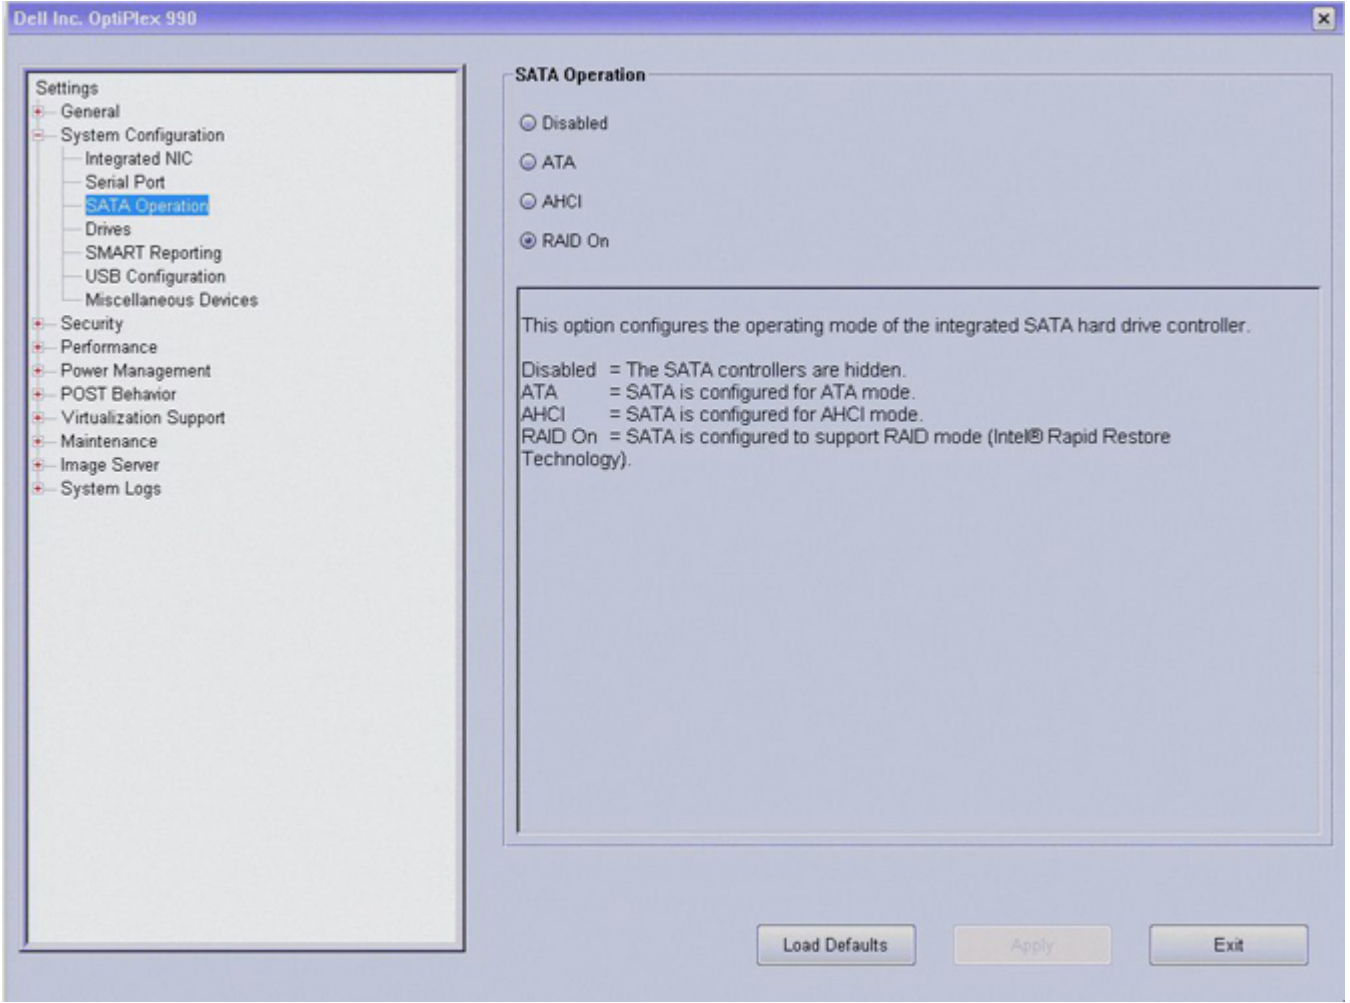 Dell Inc. OptiPlex 990
Settings
General
System Configuration
Integrated NIC
Serial Port
SATA Operation
Drives
SMART Reporting
USB Configuration
Miscellaneous Devices
Security
Performance
Power Management
POST Behavior
Virtualization Support
Maintenance
Image Server
System Logs
SATA Operation
Disabled
ATA
AHCI
RAID On
This option configures the operating mode of the integrated SATA hard drive controller.
Disabled = The SATA controllers are hidden.
ATA = SATA is configured for ATA mode.
AHCI = SATA is configured for AHCI mode.
RAID On = SATA is configured to support RAID mode (Intel® Rapid Restore
Technology).
Load Defaults
Apply
Exit